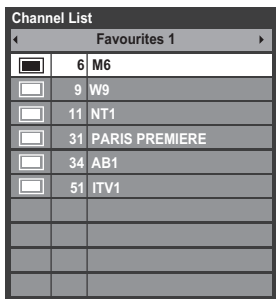 Channel List
Favourites 1
6 M6
9 W9
11 NT1
31 PARIS PREMIERE
34 AB1
51 ITV1